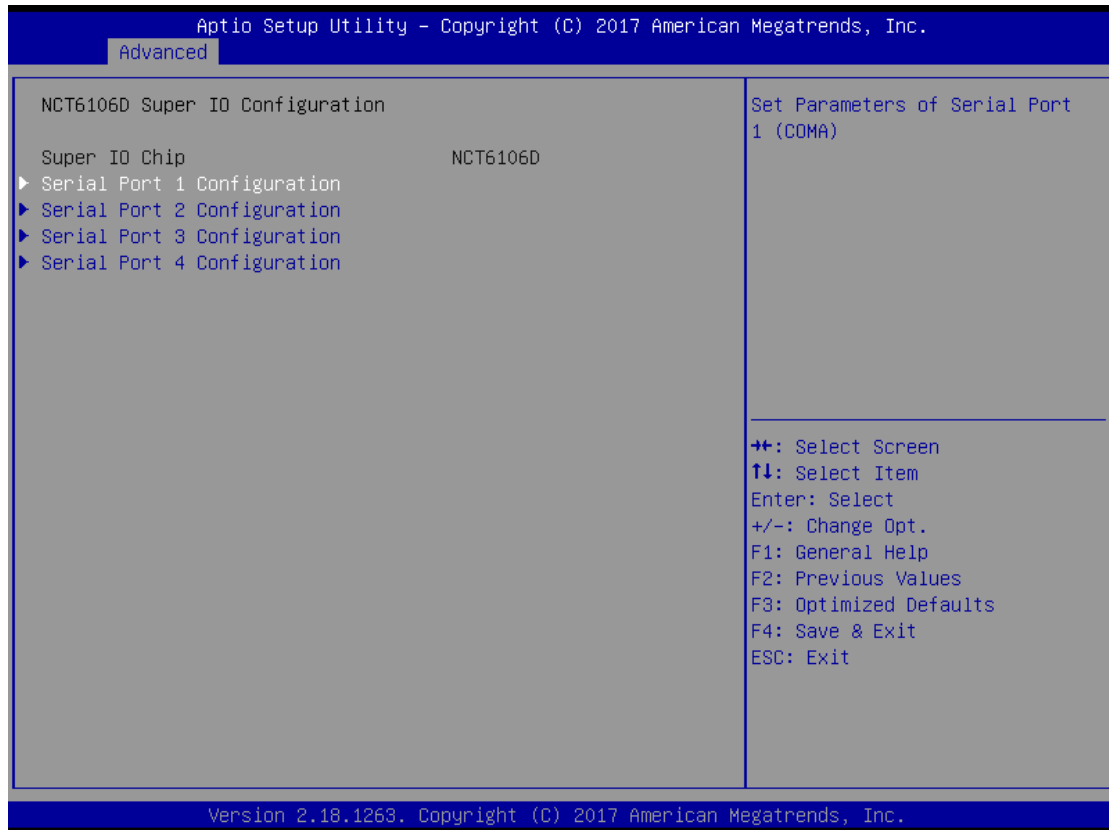 Aptio Setup Utility – Copyright (C) 2017 American Megatrends, Inc.
Advanced
NCT6106D Super IO Configuration
Super IO Chip NCT6106D
▶ Serial Port 1 Configuration
▶ Serial Port 2 Configuration
▶ Serial Port 3 Configuration
▶ Serial Port 4 Configuration
Set Parameters of Serial Port
1 (COMA)
→←: Select Screen
↑↓: Select Item
Enter: Select
+/-: Change Opt.
F1: General Help
F2: Previous Values
F3: Optimized Defaults
F4: Save & Exit
ESC: Exit
Version 2.18.1263. Copyright (C) 2017 American Megatrends, Inc.